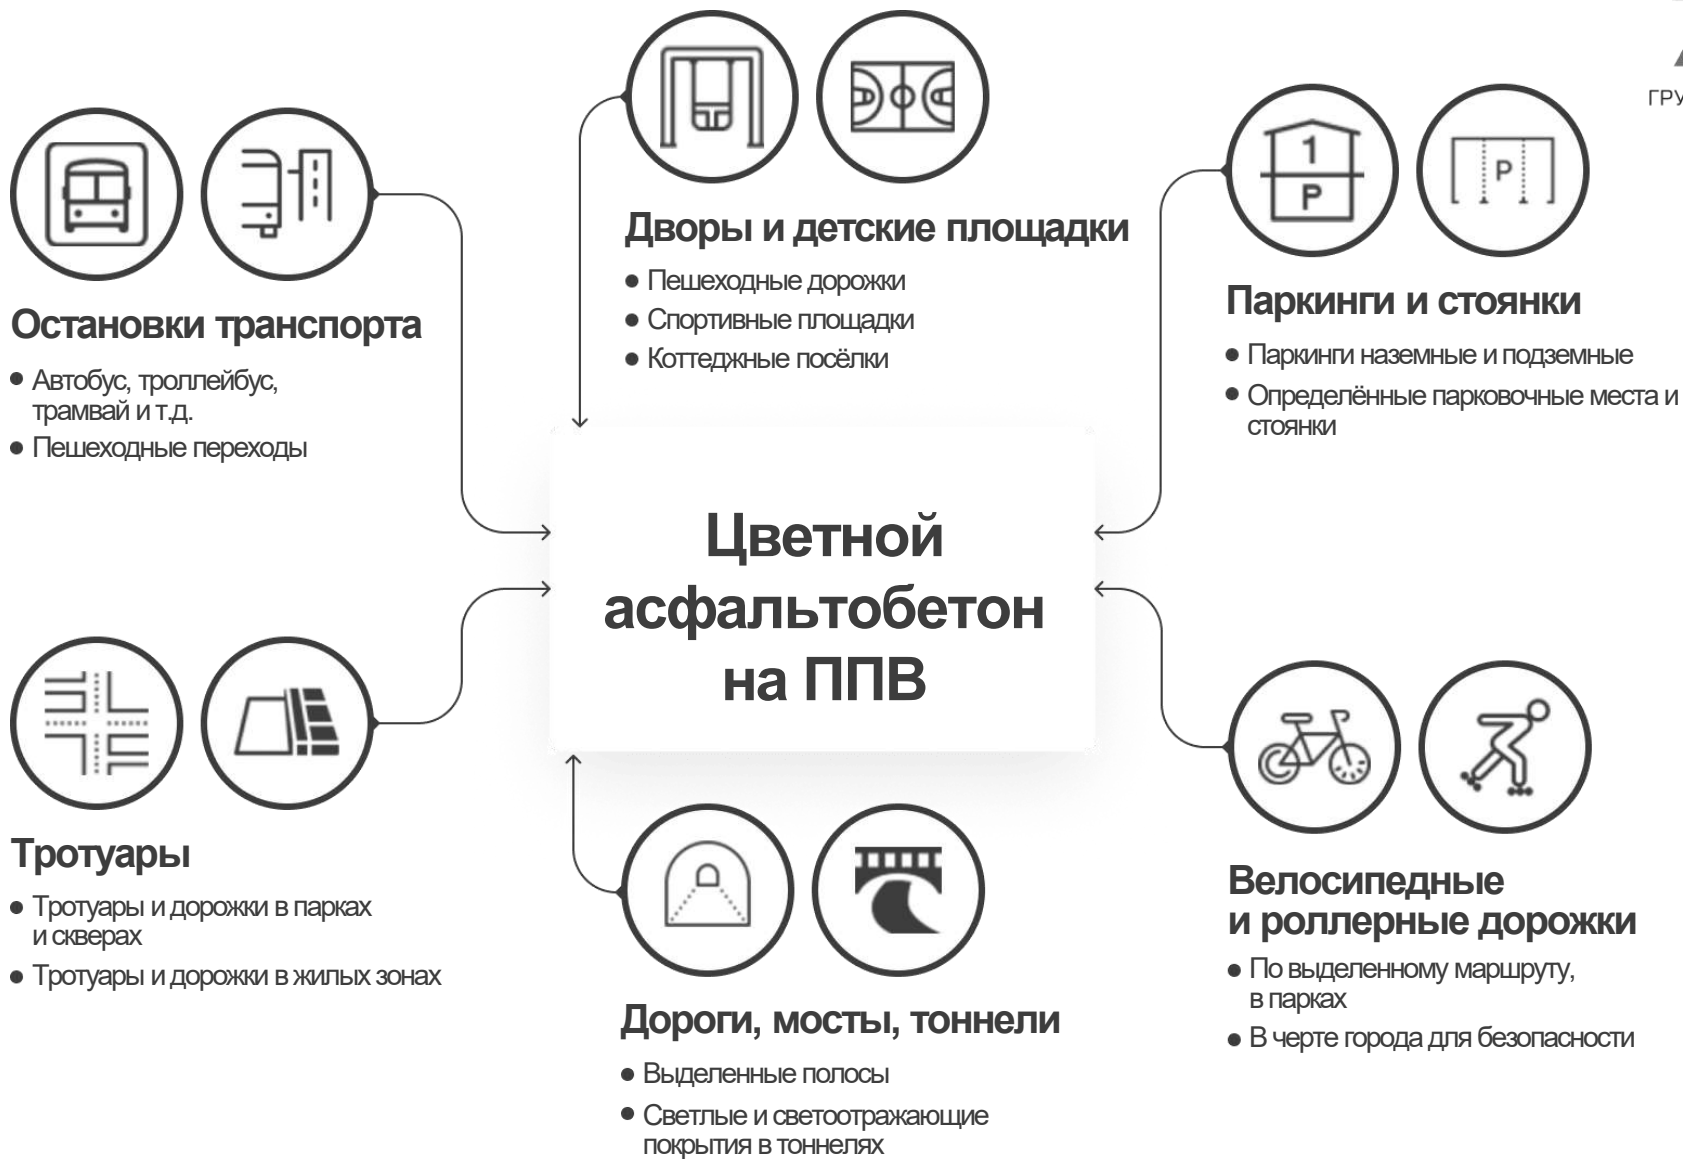 Дворы и детские площадки
Пешеходные дорожки
Спортивные площадки
Коттеджные посёлки
1
P
P
Паркинги и стоянки
Паркинги наземные и подземные
Определённые парковочные места и
стоянки
Остановки транспорта
Автобус, троллейбус,
трамвай и т.д.
Пешеходные переходы
Цветной
асфальтобетон
на ППВ
Тротуары
Тротуары и дорожки в парках
и скверах
Тротуары и дорожки в жилых зонах
Дороги, мосты, тоннели
Выделенные полосы
Светлые и светоотражающие
покрытия в тоннелях
Велосипедные
и роллерные дорожки
По выделенному маршруту,
в парках
В черте города для безопасности